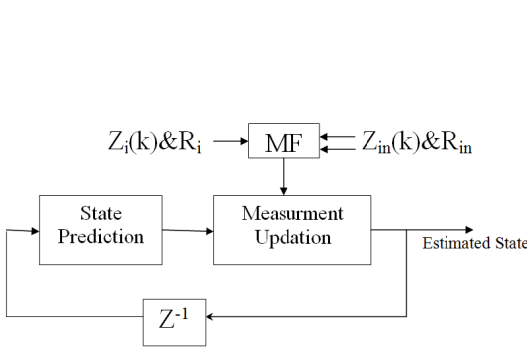 Zi(k)&Ri
MF
Zin(k)&Rin
State
Prediction
Measurment
Updation
Estimated State
Z-1